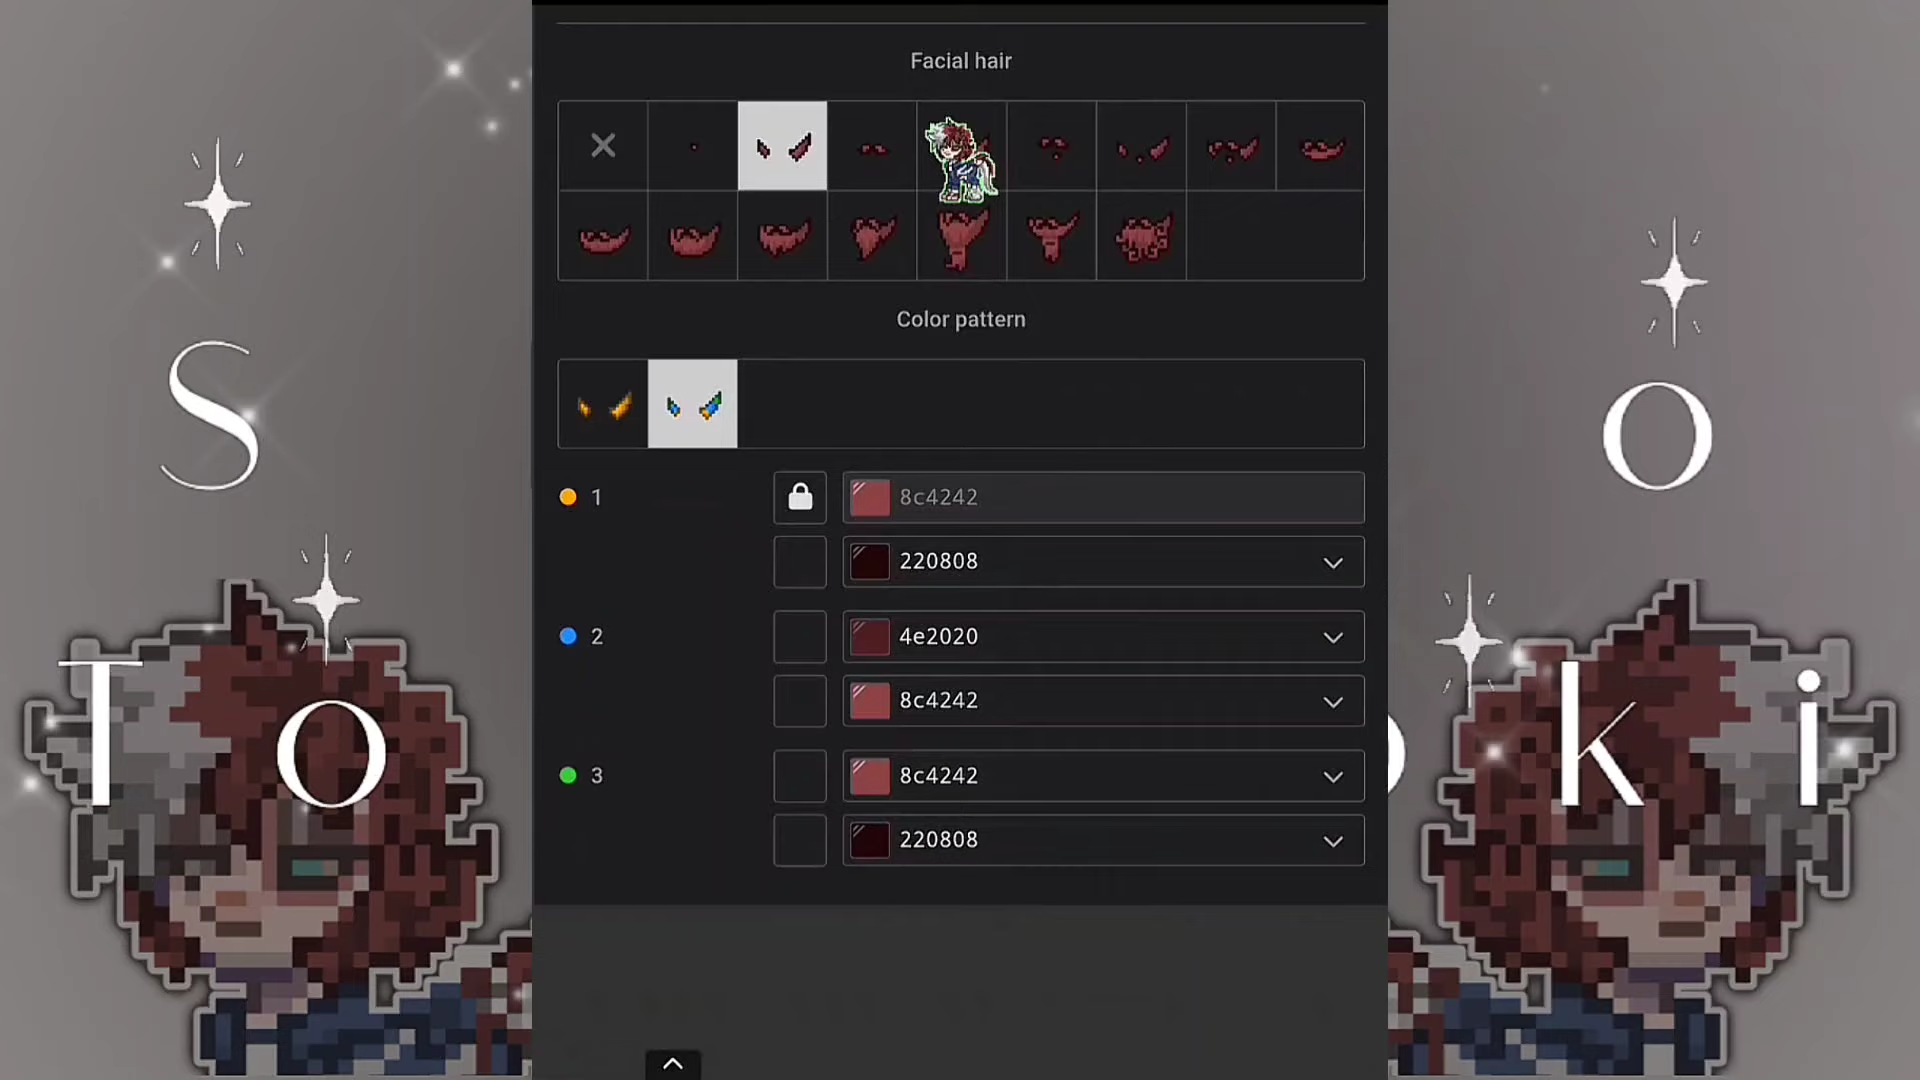 Facial hair
Color pattern
1
8c4242
220808
2
4e2020
8c4242
3
8c4242
220808
S
T
o
O
k
i